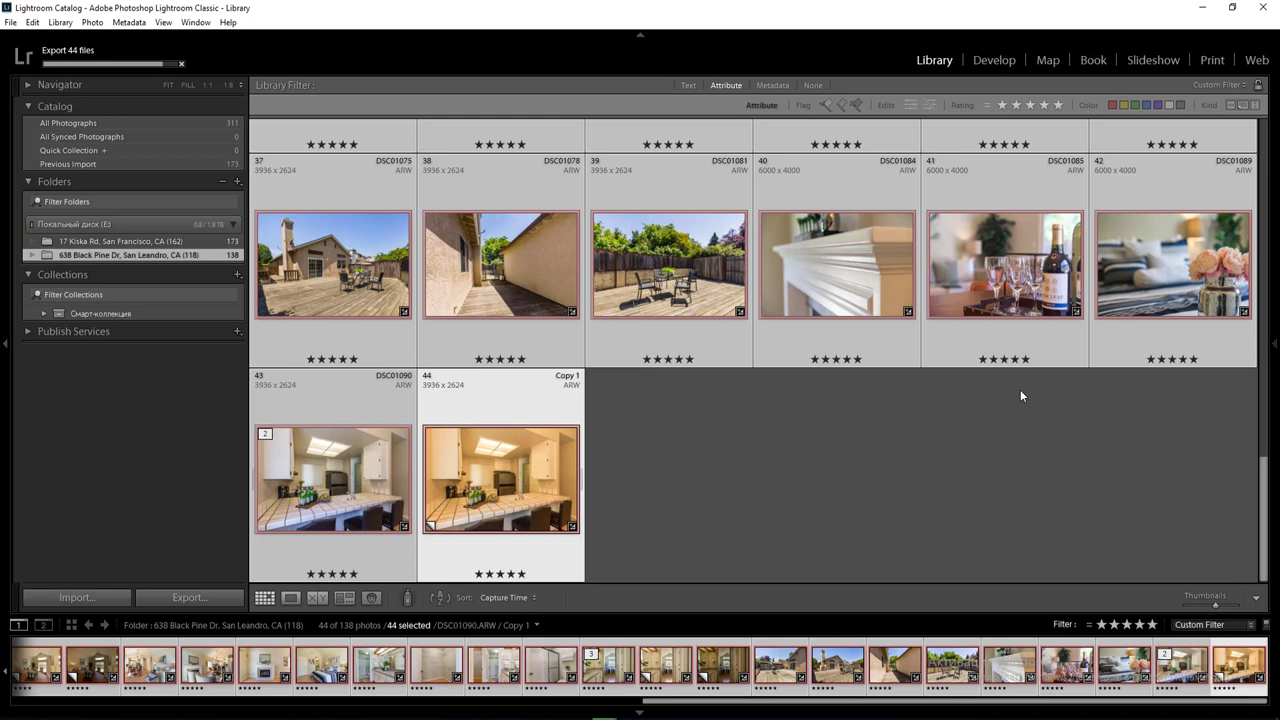 Lightroom Catalog - Adobe Photoshop Lightroom Classic - Library
File Edit Library Photo Metadata View Window Help
Lr Export 44 files
Library Develop Map Book Slideshow Print Web
Navigator FIT FILL 1:1 1:8
Library Filter : Text Attribute Metadata None Custom Filter
Catalog
Attribute Flag Edits Rating = ★★★★★ Color Kind
All Photographs 311
All Synced Photographs 0
Quick Collection + 0
Previous Import 173
Folders
Filter Folders
17 Kiska Rd, San Francisco, CA (162) 173
638 Black Pine Dr, San Leandro, CA (118) 138
Collections
Filter Collections
Смарт-коллекция
Publish Services
★★★★★ ★★★★★ ★★★★★ ★★★★★ ★★★★★ ★★★★★
37 DSC01075 38 DSC01078 39 DSC01081 40 DSC01084 41 DSC01085 42 DSC01089
3936 x 2624 ARW 3936 x 2624 ARW 3936 x 2624 ARW 6000 x 4000 ARW 6000 x 4000 ARW 6000 x 4000 ARW
★★★★★ ★★★★★ ★★★★★ ★★★★★ ★★★★★ ★★★★★
43 DSC01090 44 Copy 1
3936 x 2624 ARW 3936 x 2624 ARW
2
★★★★★ ★★★★★
Import... Export... XY Sort: Capture Time Thumbnails
1 2 Folder : 638 Black Pine Dr, San Leandro, CA (118) 44 of 138 photos / 44 selected / DSC01090.ARW / Copy 1 Filter : = ★★★★★ Custom Filter
3 2